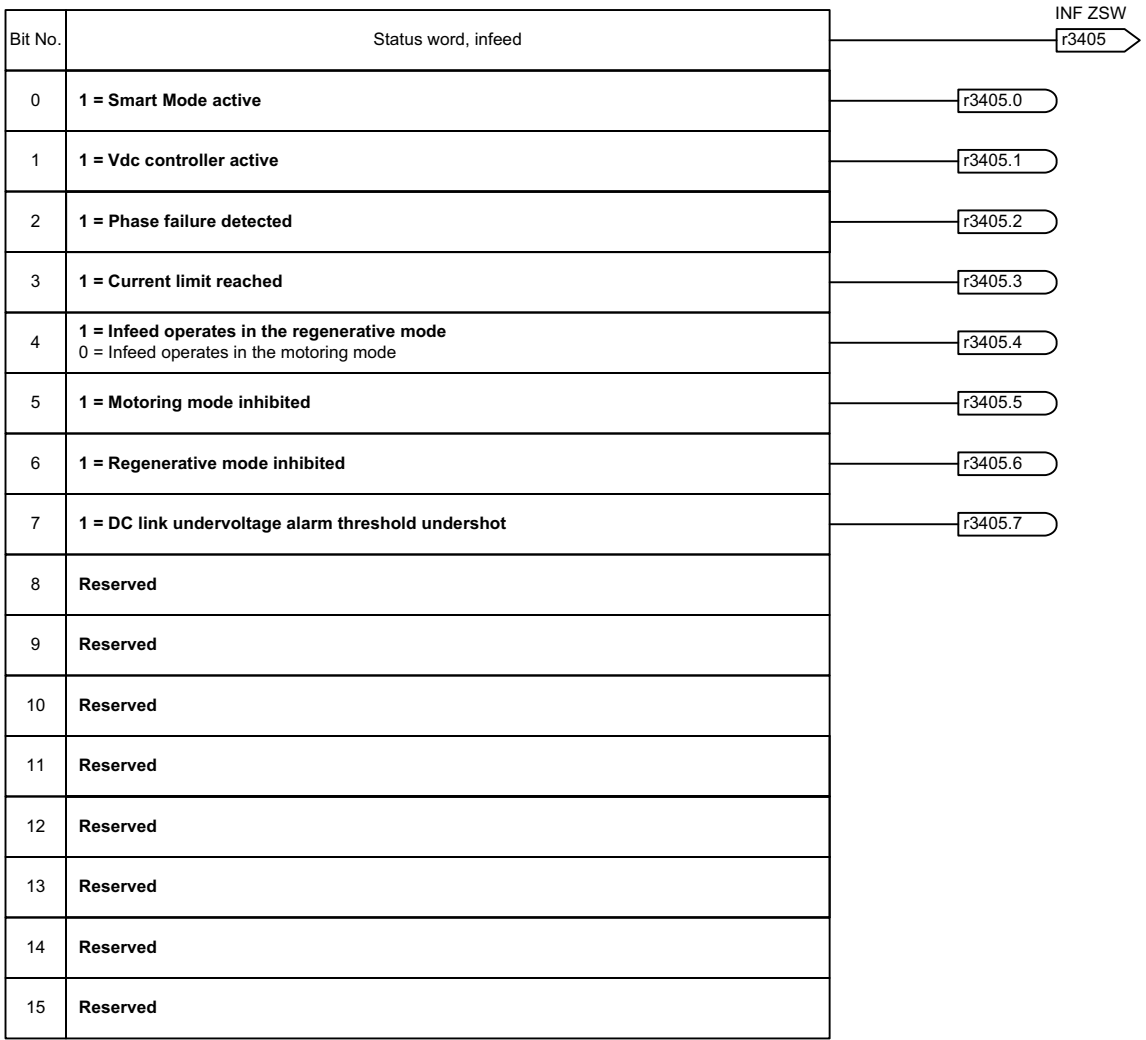 INF ZSW
Bit No. Status word, infeed r3405
0 1 = Smart Mode active r3405.0
1 1 = Vdc controller active r3405.1
2 1 = Phase failure detected r3405.2
3 1 = Current limit reached r3405.3
4 1 = Infeed operates in the regenerative mode r3405.4
0 = Infeed operates in the motoring mode
5 1 = Motoring mode inhibited r3405.5
6 1 = Regenerative mode inhibited r3405.6
7 1 = DC link undervoltage alarm threshold undershot r3405.7
8 Reserved
9 Reserved
10 Reserved
11 Reserved
12 Reserved
13 Reserved
14 Reserved
15 Reserved